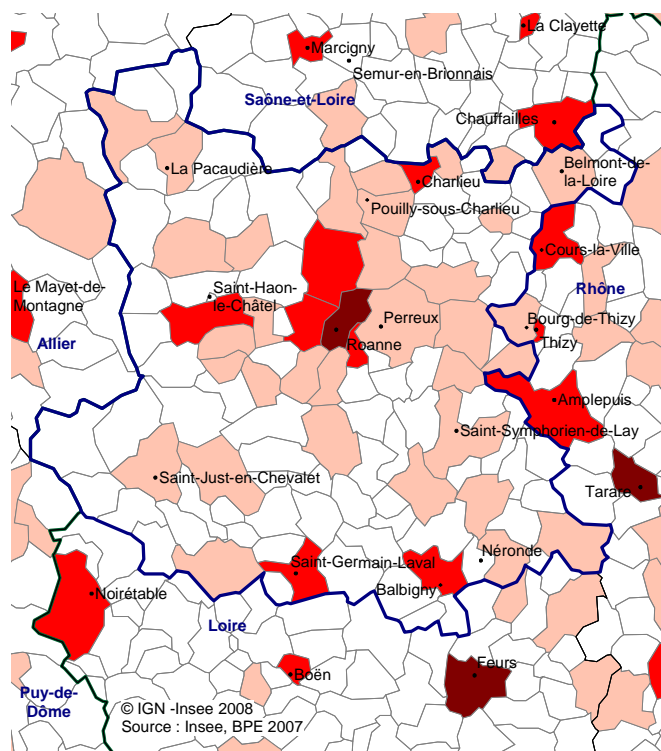 La Clayette
Marcigny
Semur-en-Brionnais
Saône-et-Loire
Chauffailles
La Pacaudière
Belmont-de-
la-Loire
Charlieu
Pouilly-sous-Charlieu
Cours-la-Ville
Le Mayet-de-
Montagne
Saint-Haon-
le-Châtel
Rhône
Perreux
Bourg-de-Thizy
Thizy
Roanne
Allier
Amplepuis
Saint-Symphorien-de-Lay
Saint-Just-en-Chevalet
Tarare
Néronde
Saint-Germain-Laval
Balbigny
Noirétable
Loire
Feurs
Boën
Puy-de-
Dôme
© IGN -Insee 2008
Source : Insee, BPE 2007